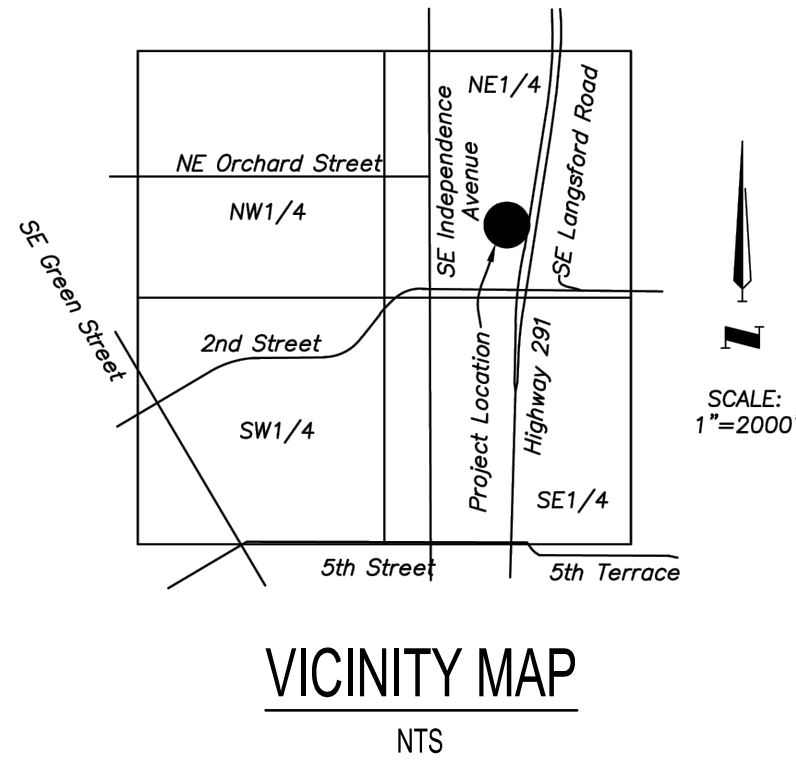 NE1/4
SE Independence
Avenue
SE Langsford Road
NE Orchard Street
NW1/4
SE Green Street
2nd Street
Project Location
Highway 291
N
SCALE:
1"=2000'
SW1/4
SE1/4
5th Street
5th Terrace
VICINITY MAP
NTS